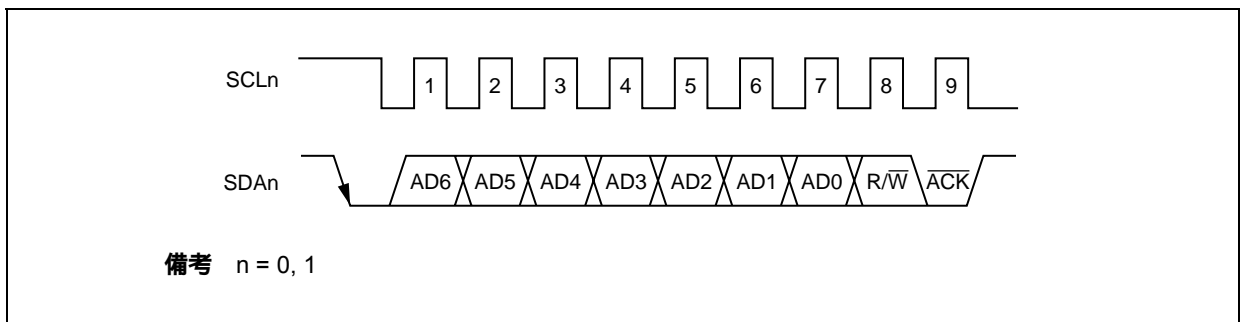 SCLn 1 2 3 4 5 6 7 8 9
SDAn AD6 AD5 AD4 AD3 AD2 AD1 AD0 R/W̅ A̅C̅K̅
備考 n = 0, 1